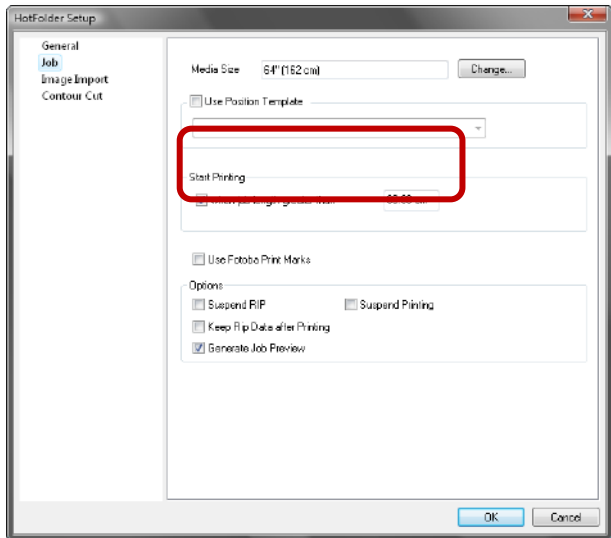 HotFolder Setup
General
Job
Image Import
Contour Cut
Media Size 64" (162 cm) Change...
Use Position Template
Start Printing
Use Fotoba Print Marks
Options
Suspend RIP Suspend Printing
Keep Rip Data after Printing
Generate Job Preview
OK Cancel